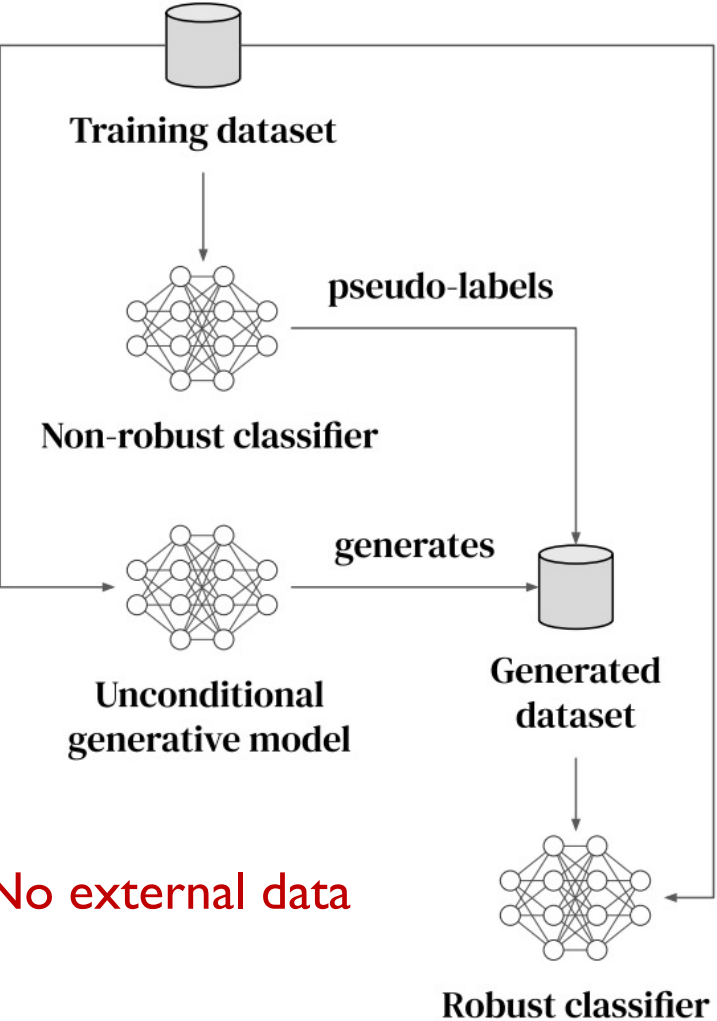 Training dataset
pseudo-labels
Non-robust classifier
generates
Unconditional
generative model
Generated
dataset
No external data
Robust classifier